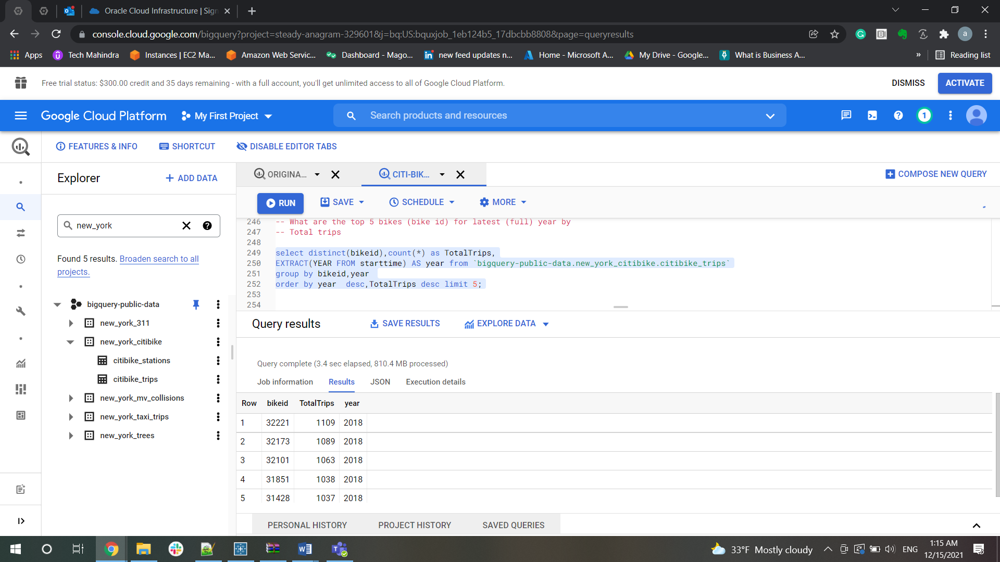 Oracle Cloud Infrastructure | Sign
console.cloud.google.com/bigquery?project=steady-anagram-329601&j=bq:US:bquxjob_1eb124b5_17dbcbb8808&page=queryresults
a
Apps
Tech Mahindra
Instances | EC2 Ma...
Amazon Web Servic...
Dashboard - Mago...
new feed updates n...
Home - Microsoft A...
My Drive - Google...
What is Business A...
»
Reading list
Free trial status: $300.00 credit and 35 days remaining - with a full account, you'll get unlimited access to all of Google Cloud Platform.
DISMISS
ACTIVATE
Google Cloud Platform
My First Project
Search products and resources
1
FEATURES & INFO
SHORTCUT
DISABLE EDITOR TABS
Explorer
+ ADD DATA
ORIGINA...
CITI-BIK...
COMPOSE NEW QUERY
RUN
SAVE
SCHEDULE
MORE
new_york
Found 5 results. Broaden search to all
projects.
bigquery-public-data
new_york_311
new_york_citibike
citibike_stations
citibike_trips
new_york_mv_collisions
new_york_taxi_trips
new_york_trees
246 -- What are the top 5 bikes (bike id) for latest (full) year by
247 -- Total trips
248
249 select distinct(bikeid),count(*) as TotalTrips,
250 EXTRACT(YEAR FROM starttime) AS year from `bigquery-public-data.new_york_citibike.citibike_trips`
251 group by bikeid,year
252 order by year  desc,TotalTrips desc limit 5;
253
254
Query results
SAVE RESULTS
EXPLORE DATA
Query complete (3.4 sec elapsed, 810.4 MB processed)
Job information
Results
JSON
Execution details
Row bikeid TotalTrips year
1 32221 1109 2018
2 32173 1089 2018
3 32101 1063 2018
4 31851 1038 2018
5 31428 1037 2018
PERSONAL HISTORY
PROJECT HISTORY
SAVED QUERIES
33°F Mostly cloudy
ENG
1:15 AM
12/15/2021